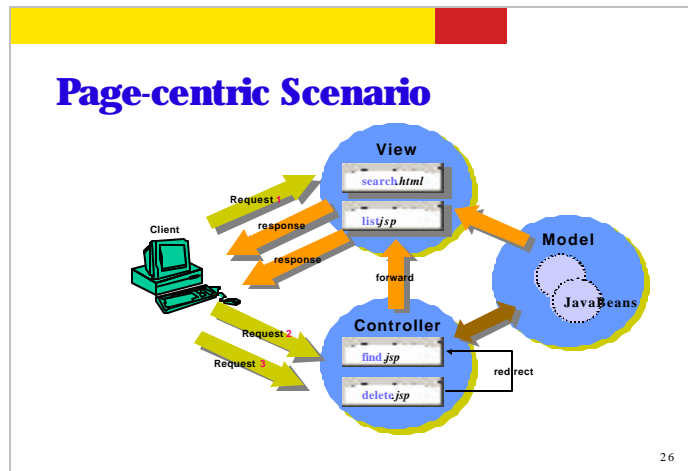 Page-centric Scenario
View
search.html
list.jsp
Request 1
response
response
Client
forward
Model
JavaBeans
Controller
Request 2
Request 3
find.jsp
delete.jsp
redirect
26